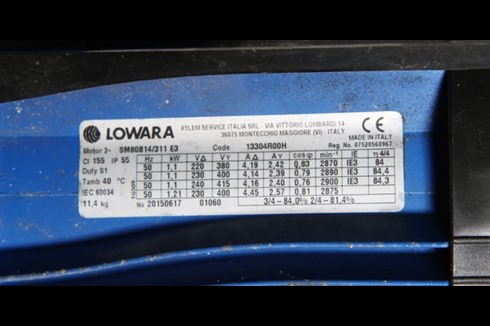 LOWARA
XYLEM SERVICE ITALIA SRL - VIA VITTORIO LOMBARDI 14
36075 MONTECCHIO MAGGIORE (VI) - ITALY
CE
Motor 3~ SM80B14/311 E3 Code 13304R00H Reg. No. 07520560967
Cl 155 IP 55 Hz kW V△ VY A△ AY cosφ min⁻¹ IE η 4/4
Duty S1 50 1,1 220 380 4,19 2,42 0,83 2870 IE3 84
Tamb 40 °C 50 1,1 230 400 4,14 2,39 0,79 2890 IE3 84,4
IEC 60034 50 1,1 240 415 4,16 2,40 0,76 2900 IE3 84,3
50 1,21 230 400 4,45 2,57 0,81 2875
11,4 kg No 20150617 01060 3/4-84,0% 2/4-81,4%